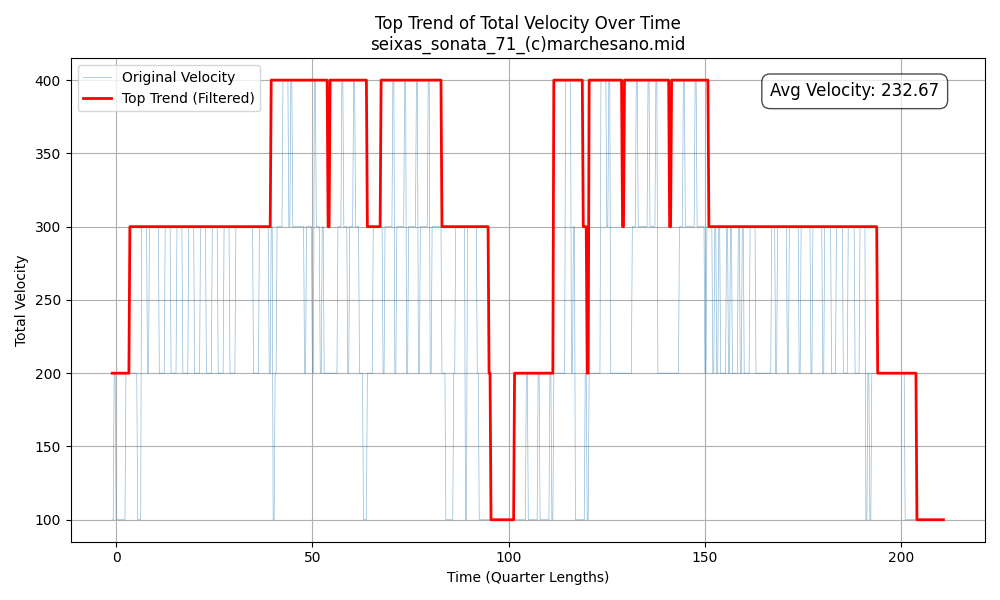 Top Trend of Total Velocity Over Time
seixas_sonata_71_(c)marchesano.mid
Original Velocity
Top Trend (Filtered)
Avg Velocity: 232.67
Total Velocity
400
350
300
250
200
150
100
0
50
100
150
200
Time (Quarter Lengths)